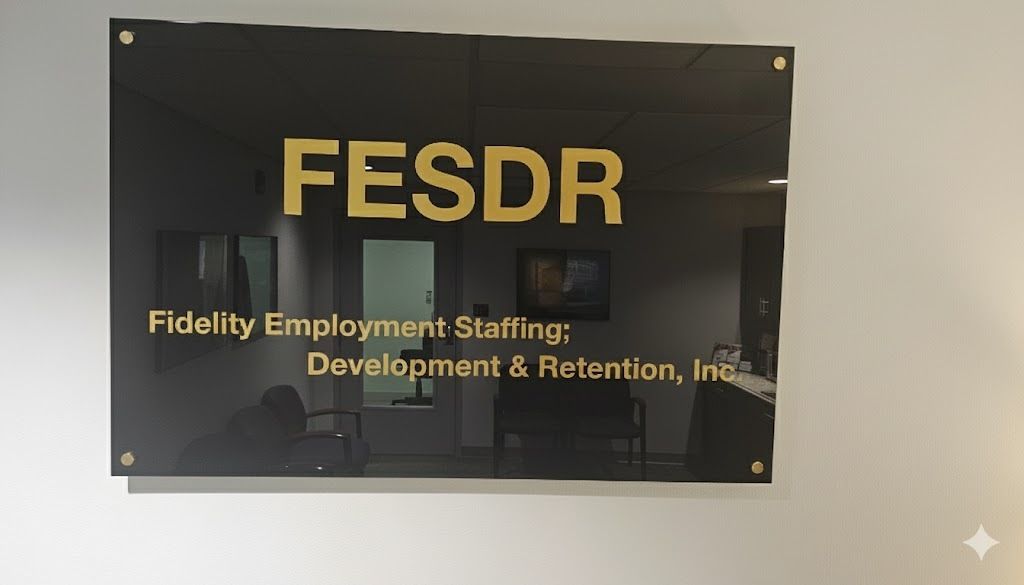 FESDR
Fidelity Employment Staffing;
Development & Retention, Inc.